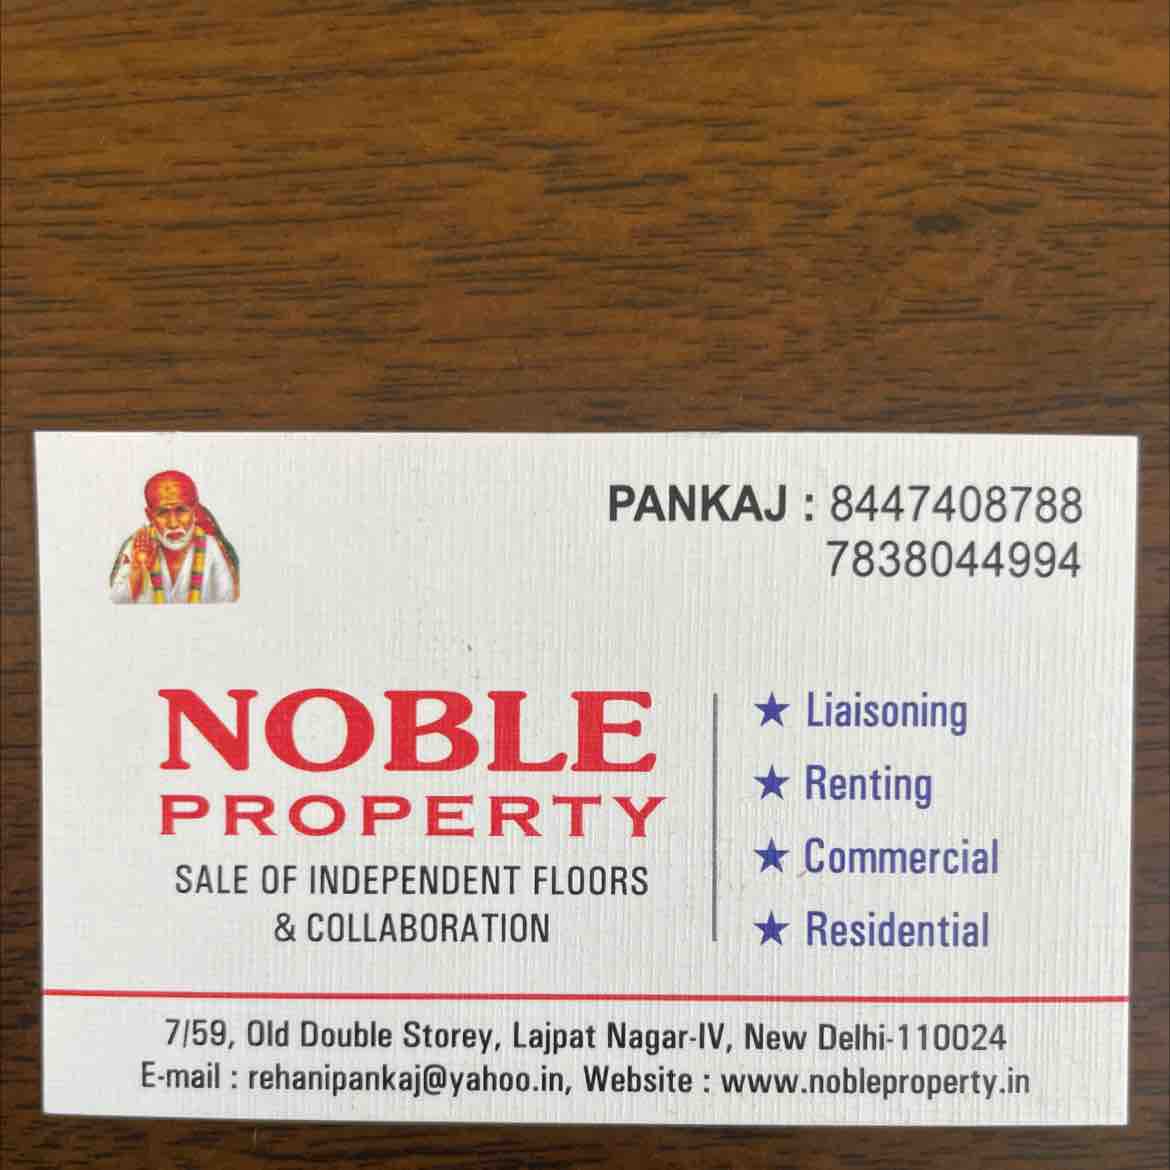 PANKAJ : 8447408788
7838044994
NOBLE
PROPERTY
SALE OF INDEPENDENT FLOORS
& COLLABORATION
★ Liaisoning
★ Renting
★ Commercial
★ Residential
7/59, Old Double Storey, Lajpat Nagar-IV, New Delhi-110024
E-mail : rehanipankaj@yahoo.in, Website : www.nobleproperty.in